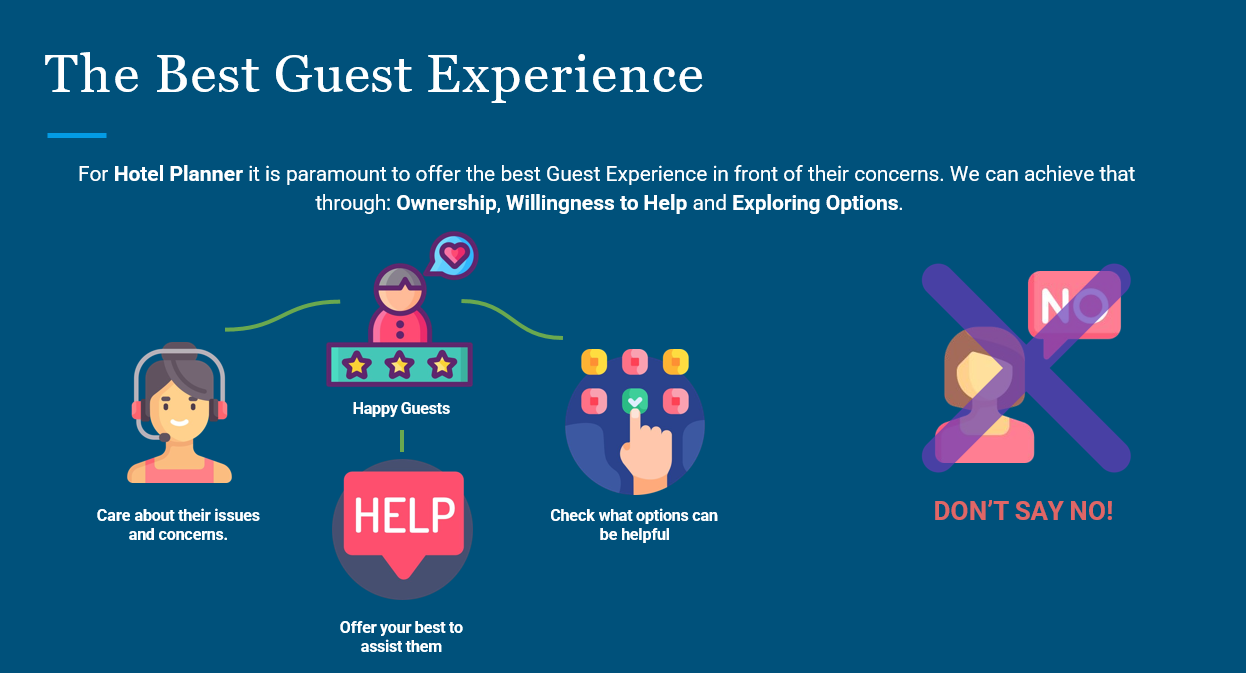 The Best Guest Experience
For Hotel Planner it is paramount to offer the best Guest Experience in front of their concerns. We can achieve that
through: Ownership, Willingness to Help and Exploring Options.
NO
Happy Guests
HELP
Care about their issues
and concerns.
Check what options can
be helpful
DON'T SAY NO!
Offer your best to
assist them